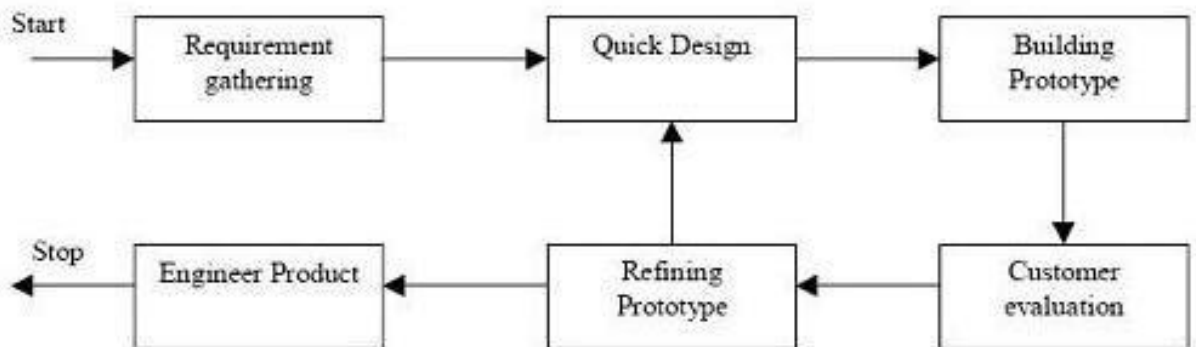 Start
Requirement
gathering
Quick Design
Building
Prototype
Stop
Engineer Product
Refining
Prototype
Customer
evaluation